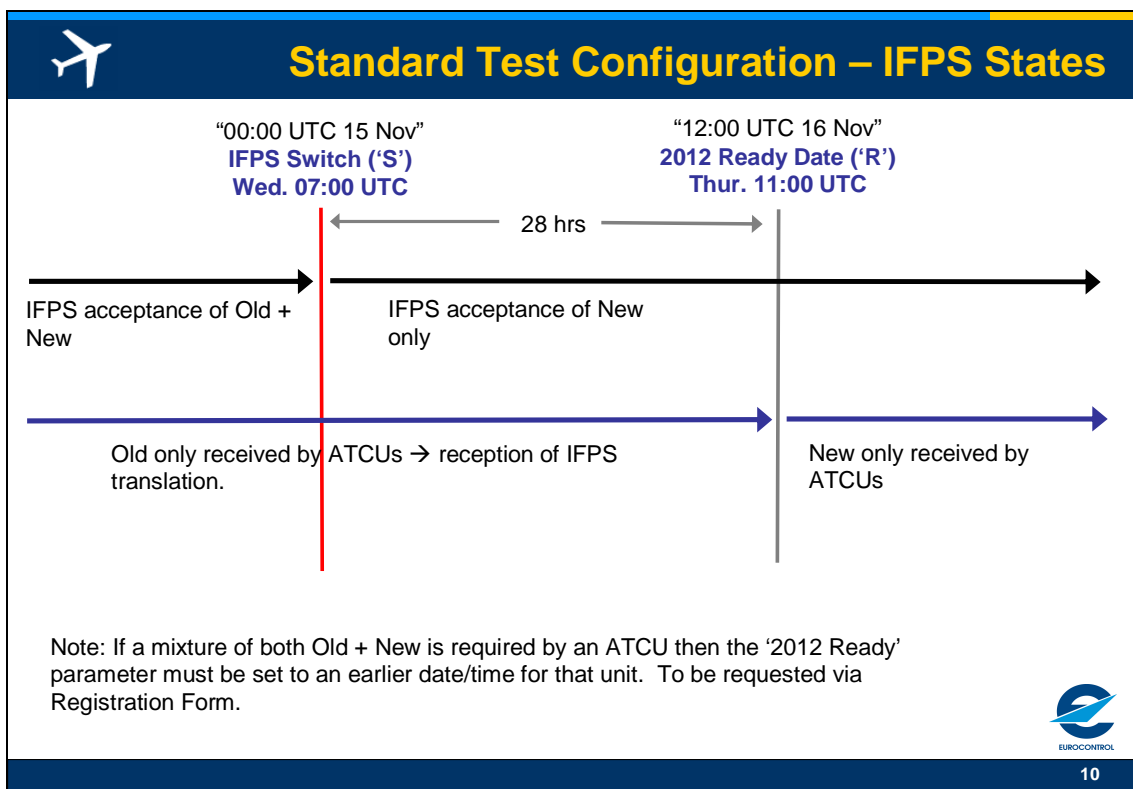 Standard Test Configuration – IFPS States
“00:00 UTC 15 Nov”
IFPS Switch (‘S’)
Wed. 07:00 UTC
“12:00 UTC 16 Nov”
2012 Ready Date (‘R’)
Thur. 11:00 UTC
28 hrs
IFPS acceptance of Old +
New
IFPS acceptance of New
only
Old only received by ATCUs → reception of IFPS
translation.
New only received by
ATCUs
Note: If a mixture of both Old + New is required by an ATCU then the ‘2012 Ready’
parameter must be set to an earlier date/time for that unit.  To be requested via
Registration Form.
EUROCONTROL
10